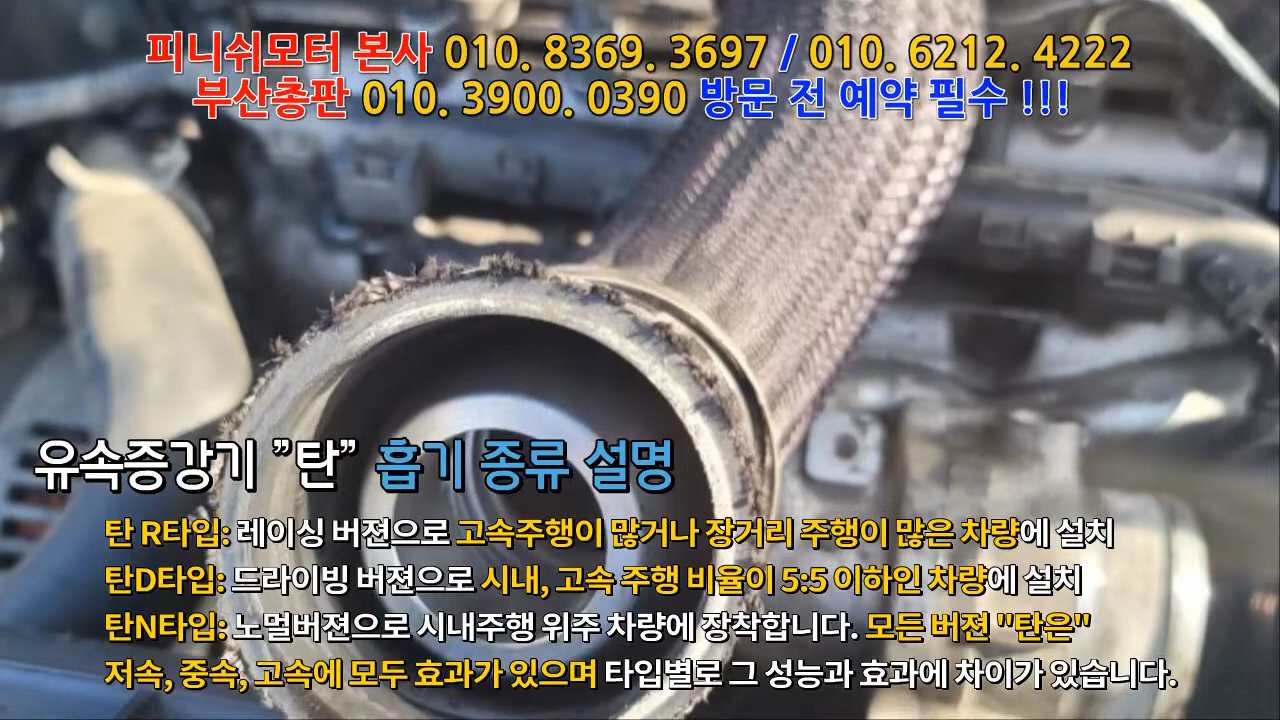 피니쉬모터 본사 010. 8369. 3697 / 010. 6212. 4222
부산총판 010. 3900. 0390 방문 전 예약 필수 !!!
유속증강기 ”탄” 흡기 종류 설명
탄 R타입: 레이싱 버젼으로 고속주행이 많거나 장거리 주행이 많은 차량에 설치
탄D타입: 드라이빙 버젼으로 시내, 고속 주행 비율이 5:5 이하인 차량에 설치
탄N타입: 노멀버젼으로 시내주행 위주 차량에 장착합니다. 모든 버젼 "탄은"
저속, 중속, 고속에 모두 효과가 있으며 타입별로 그 성능과 효과에 차이가 있습니다.